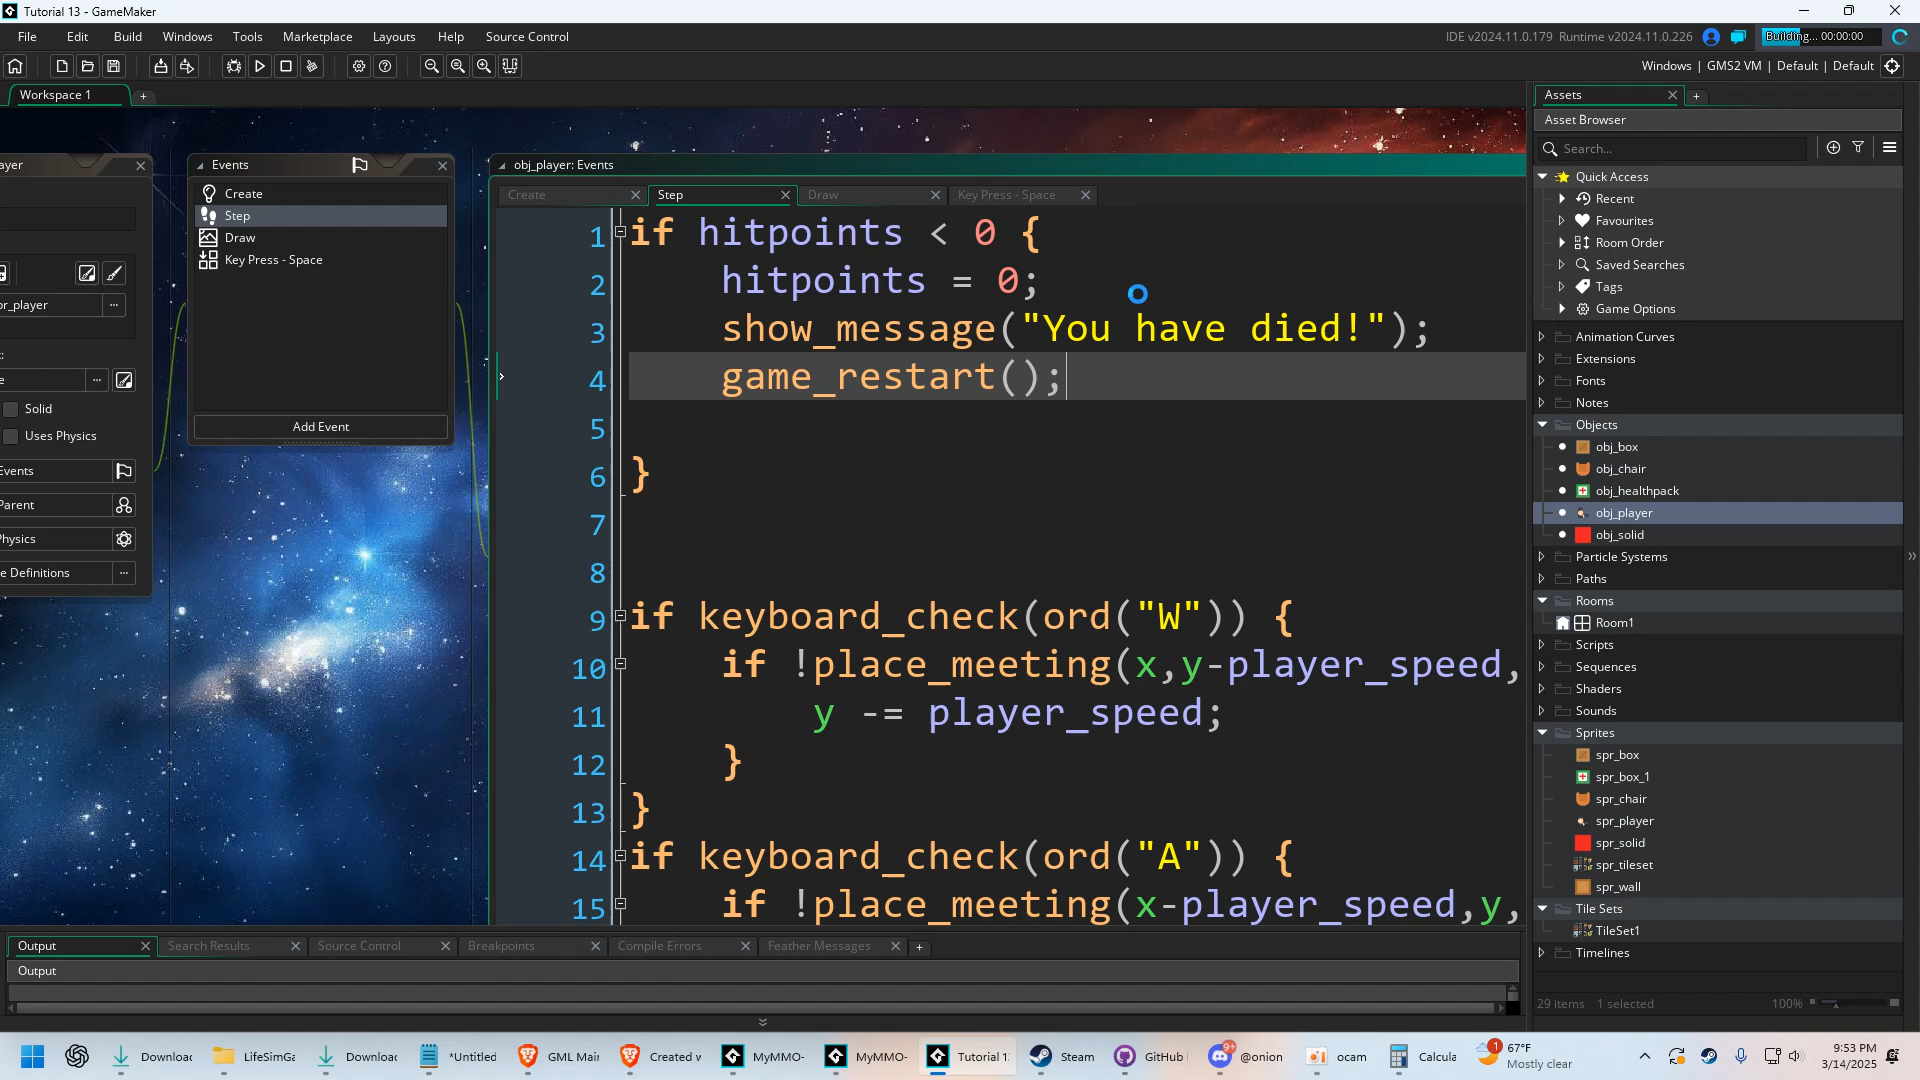 Tutorial 13 - GameMaker
File Edit Build Windows Tools Marketplace Layouts Help Source Control
IDE v2024.11.0.179 Runtime v2024.11.0.226
Building... 00:00:00
Windows | GMS2 VM | Default | Default
Workspace 1
ayer
pr_player
t:
e
Solid
Uses Physics
Events
Parent
Physics
e Definitions
Events
Create
Step
Draw
Key Press - Space
Add Event
obj_player: Events
Create Step Draw Key Press - Space
1 if hitpoints < 0 {
2 hitpoints = 0;
3 show_message("You have died!");
4 game_restart();
5
6 }
7
8
9 if keyboard_check(ord("W")) {
10 if !place_meeting(x,y-player_speed,
11 y -= player_speed;
12 }
13 }
14 if keyboard_check(ord("A")) {
15 if !place_meeting(x-player_speed,y,
Assets
Asset Browser
Search...
Quick Access
Recent
Favourites
Room Order
Saved Searches
Tags
Game Options
Animation Curves
Extensions
Fonts
Notes
Objects
obj_box
obj_chair
obj_healthpack
obj_player
obj_solid
Particle Systems
Paths
Rooms
Room1
Scripts
Sequences
Shaders
Sounds
Sprites
spr_box
spr_box_1
spr_chair
spr_player
spr_solid
spr_tileset
spr_wall
Tile Sets
TileSet1
Timelines
29 items 1 selected 100%
Output Search Results Source Control Breakpoints Compile Errors Feather Messages
Output
Downloac LifeSimGa Downloac *Untitled GML Mair Created v MyMMO- MyMMO- Tutorial 1: Steam GitHub @onion ocam Calcula
9+
1
67°F
Mostly clear
9:53 PM
3/14/2025